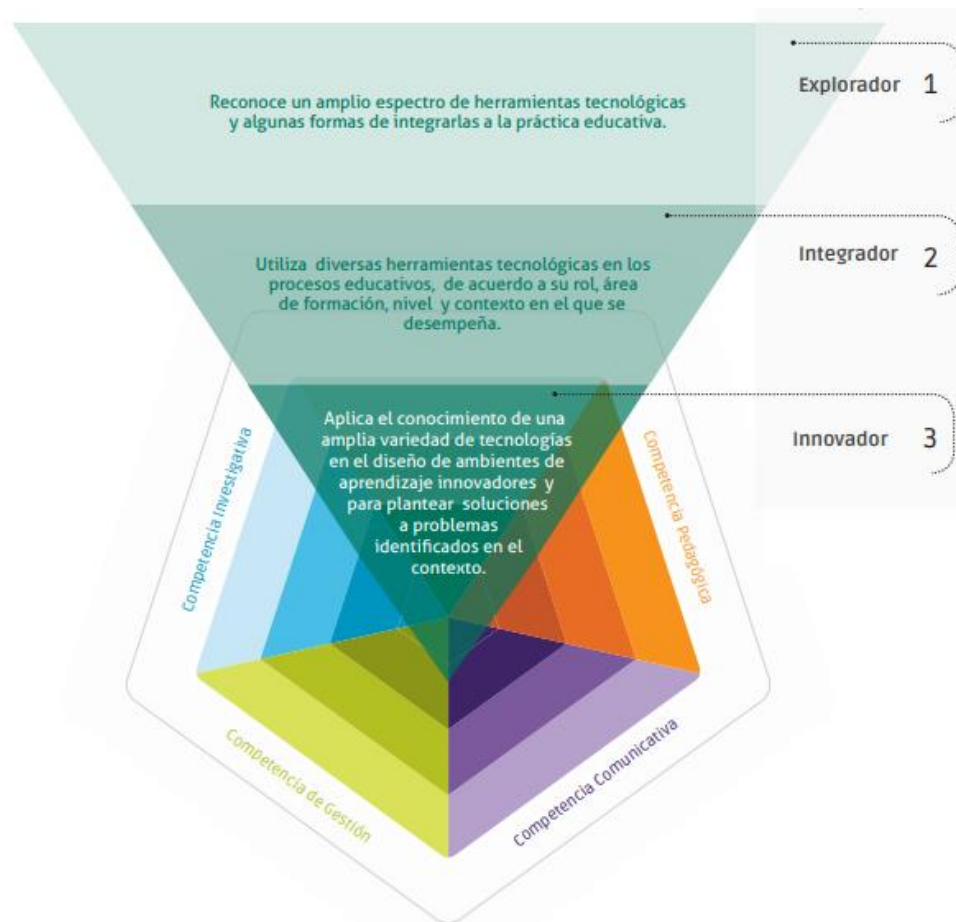 Reconoce un amplio espectro de herramientas tecnológicas
y algunas formas de integrarlas a la práctica educativa.
Explorador 1
Utiliza diversas herramientas tecnológicas en los
procesos educativos, de acuerdo a su rol, área
de formación, nivel y contexto en el que se
desempeña.
Integrador 2
Aplica el conocimiento de una
amplia variedad de tecnologías
en el diseño de ambientes de
aprendizaje innovadores y
para plantear soluciones
a problemas
identificados en el
contexto.
Innovador 3
Competencia Investigativa
Competencia Pedagógica
Competencia de Gestión
Competencia Comunicativa